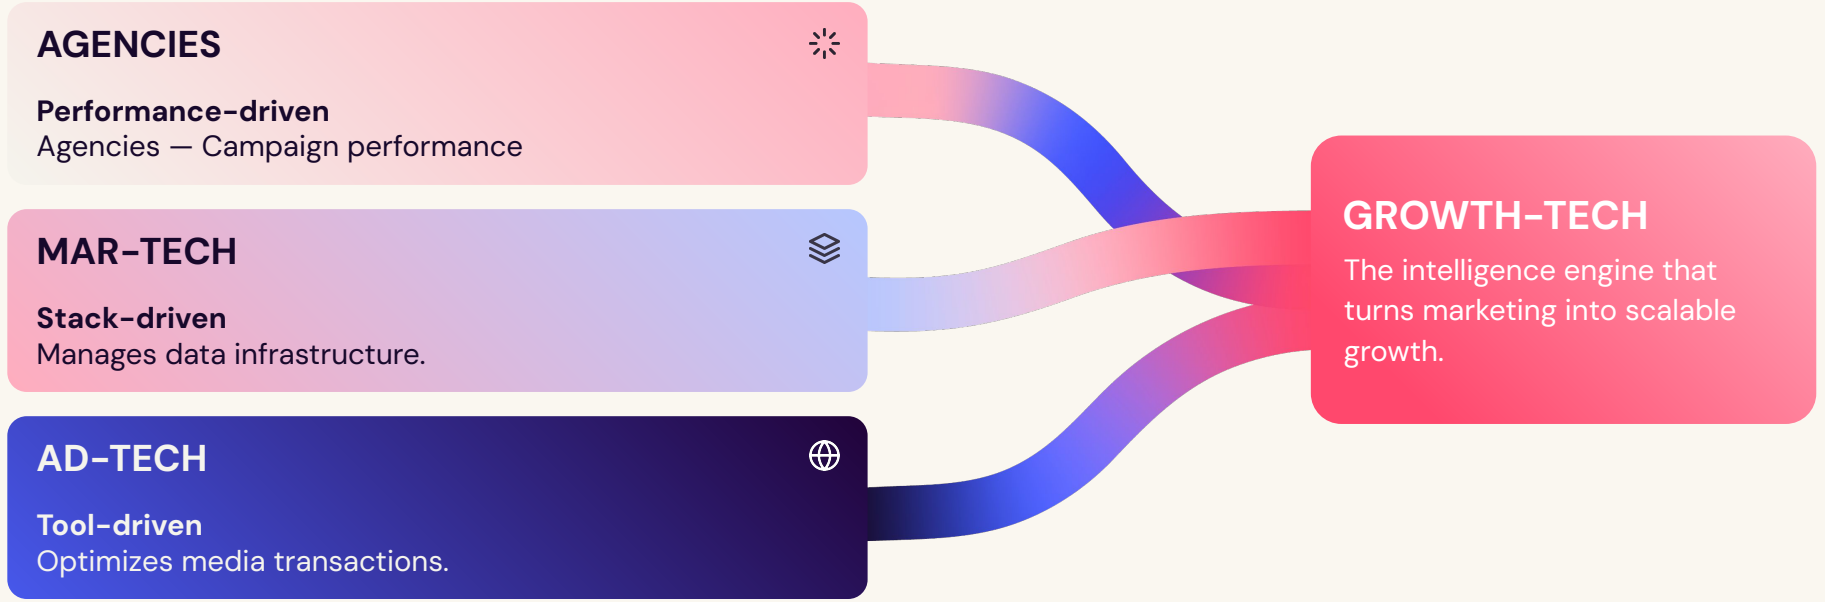 AGENCIES
Performance-driven
Agencies — Campaign performance
MAR-TECH
Stack-driven
Manages data infrastructure.
AD-TECH
Tool-driven
Optimizes media transactions.
GROWTH-TECH
The intelligence engine that
turns marketing into scalable
growth.